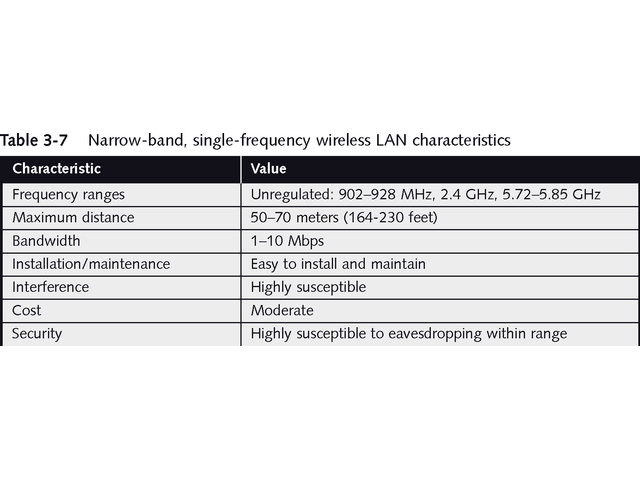 Table 3-7 Narrow-band, single-frequency wireless LAN characteristics
Characteristic Value
Frequency ranges Unregulated: 902–928 MHz, 2.4 GHz, 5.72–5.85 GHz
Maximum distance 50–70 meters (164-230 feet)
Bandwidth 1–10 Mbps
Installation/maintenance Easy to install and maintain
Interference Highly susceptible
Cost Moderate
Security Highly susceptible to eavesdropping within range